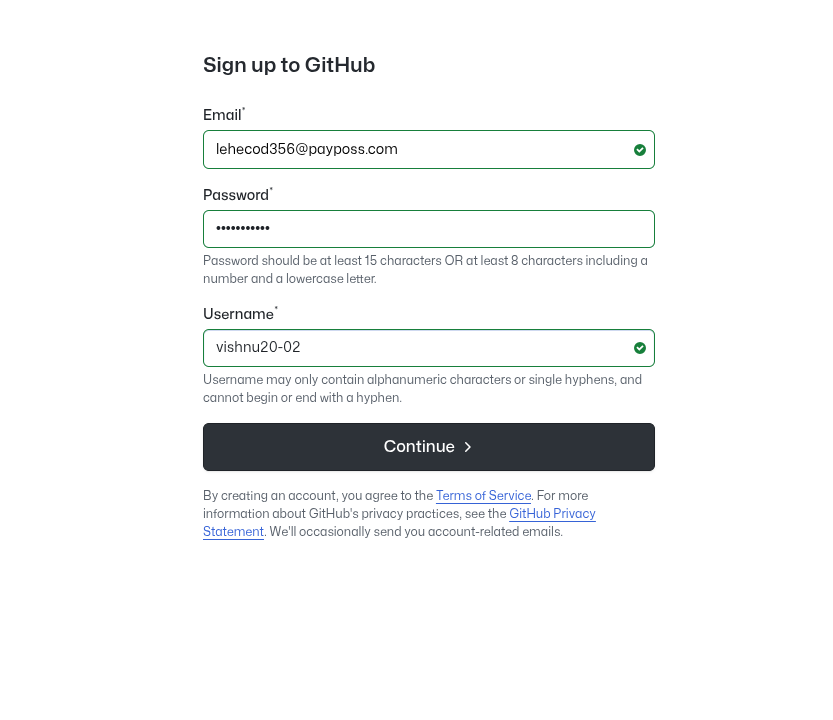 Sign up to GitHub
Email*
lehecod356@payposs.com
Password*
•••••••••••
Password should be at least 15 characters OR at least 8 characters including a
number and a lowercase letter.
Username*
vishnu20-02
Username may only contain alphanumeric characters or single hyphens, and
cannot begin or end with a hyphen.
Continue
By creating an account, you agree to the Terms of Service. For more
information about GitHub's privacy practices, see the GitHub Privacy
Statement. We'll occasionally send you account-related emails.